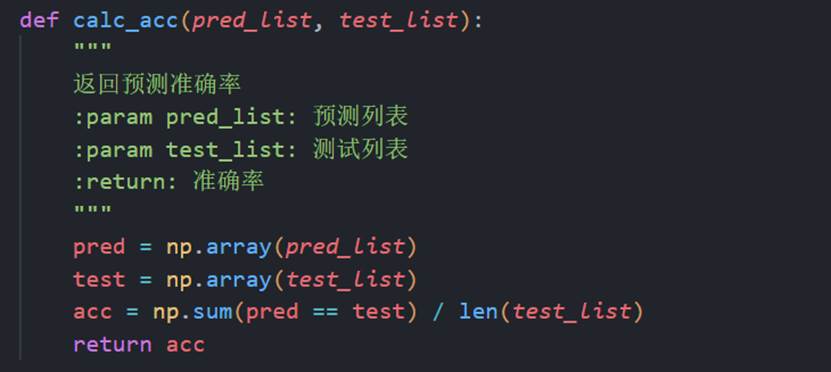 def calc_acc(pred_list, test_list):
    """
    返回预测准确率
    :param pred_list: 预测列表
    :param test_list: 测试列表
    :return: 准确率
    """
    pred = np.array(pred_list)
    test = np.array(test_list)
    acc = np.sum(pred == test) / len(test_list)
    return acc